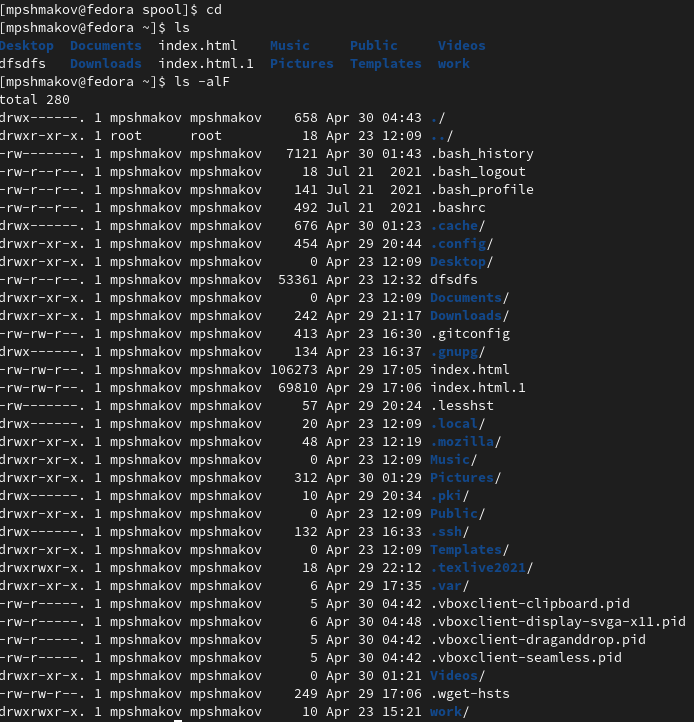 [mpshmakov@fedora spool]$ cd
[mpshmakov@fedora ~]$ ls
Desktop  Documents  index.html    Music     Public     Videos
dfsdfs   Downloads  index.html.1  Pictures  Templates  work
[mpshmakov@fedora ~]$ ls -alF
total 280
drwx------. 1 mpshmakov mpshmakov    658 Apr 30 04:43 ./
drwxr-xr-x. 1 root      root          18 Apr 23 12:09 ../
-rw-------. 1 mpshmakov mpshmakov   7121 Apr 30 01:43 .bash_history
-rw-r--r--. 1 mpshmakov mpshmakov     18 Jul 21  2021 .bash_logout
-rw-r--r--. 1 mpshmakov mpshmakov    141 Jul 21  2021 .bash_profile
-rw-r--r--. 1 mpshmakov mpshmakov    492 Jul 21  2021 .bashrc
drwx------. 1 mpshmakov mpshmakov    676 Apr 30 01:23 .cache/
drwxr-xr-x. 1 mpshmakov mpshmakov    454 Apr 29 20:44 .config/
drwxr-xr-x. 1 mpshmakov mpshmakov      0 Apr 23 12:09 Desktop/
-rw-r--r--. 1 mpshmakov mpshmakov  53361 Apr 23 12:32 dfsdfs
drwxr-xr-x. 1 mpshmakov mpshmakov      0 Apr 23 12:09 Documents/
drwxr-xr-x. 1 mpshmakov mpshmakov    242 Apr 29 21:17 Downloads/
-rw-rw-r--. 1 mpshmakov mpshmakov    413 Apr 23 16:30 .gitconfig
drwx------. 1 mpshmakov mpshmakov    134 Apr 23 16:37 .gnupg/
-rw-rw-r--. 1 mpshmakov mpshmakov 106273 Apr 29 17:05 index.html
-rw-rw-r--. 1 mpshmakov mpshmakov  69810 Apr 29 17:06 index.html.1
-rw-------. 1 mpshmakov mpshmakov     57 Apr 29 20:24 .lesshst
drwx------. 1 mpshmakov mpshmakov     20 Apr 23 12:09 .local/
drwxr-xr-x. 1 mpshmakov mpshmakov     48 Apr 23 12:19 .mozilla/
drwxr-xr-x. 1 mpshmakov mpshmakov      0 Apr 23 12:09 Music/
drwxr-xr-x. 1 mpshmakov mpshmakov    312 Apr 30 01:29 Pictures/
drwx------. 1 mpshmakov mpshmakov     10 Apr 29 20:34 .pki/
drwxr-xr-x. 1 mpshmakov mpshmakov      0 Apr 23 12:09 Public/
drwx------. 1 mpshmakov mpshmakov    132 Apr 23 16:33 .ssh/
drwxr-xr-x. 1 mpshmakov mpshmakov      0 Apr 23 12:09 Templates/
drwxrwxr-x. 1 mpshmakov mpshmakov     18 Apr 29 22:12 .texlive2021/
drwxr-xr-x. 1 mpshmakov mpshmakov      6 Apr 29 17:35 .var/
-rw-r-----. 1 mpshmakov mpshmakov      5 Apr 30 04:42 .vboxclient-clipboard.pid
-rw-r-----. 1 mpshmakov mpshmakov      6 Apr 30 04:48 .vboxclient-display-svga-x11.pid
-rw-r-----. 1 mpshmakov mpshmakov      5 Apr 30 04:42 .vboxclient-draganddrop.pid
-rw-r-----. 1 mpshmakov mpshmakov      5 Apr 30 04:42 .vboxclient-seamless.pid
drwxr-xr-x. 1 mpshmakov mpshmakov      0 Apr 30 01:21 Videos/
-rw-rw-r--. 1 mpshmakov mpshmakov    249 Apr 29 17:06 .wget-hsts
drwxrwxr-x. 1 mpshmakov mpshmakov     10 Apr 23 15:21 work/